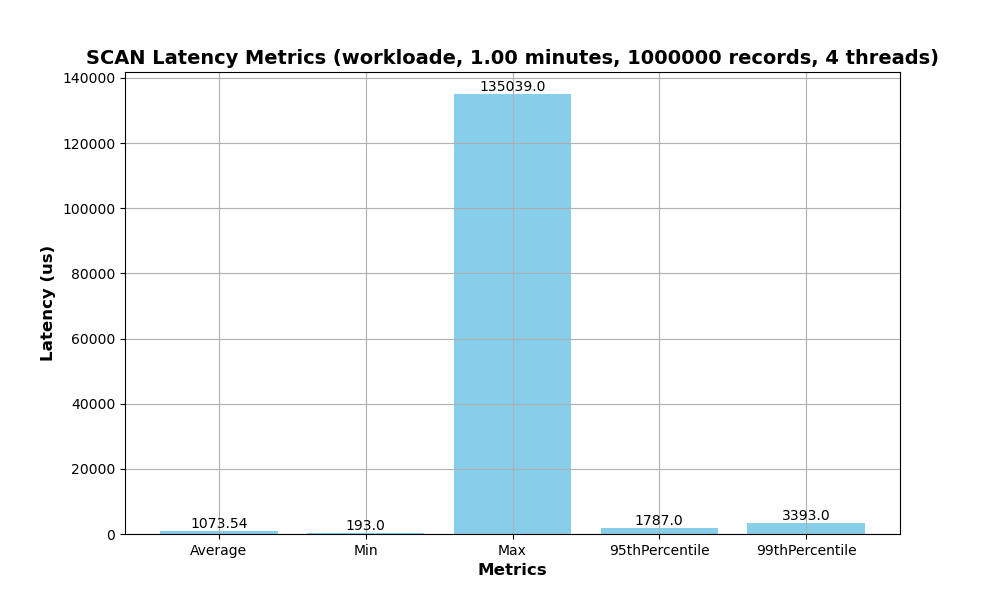 SCAN Latency Metrics (workloade, 1.00 minutes, 1000000 records, 4 threads)
140000
120000
100000
80000
60000
40000
20000
0
Latency (us)
1073.54
193.0
135039.0
1787.0
3393.0
Average
Min
Max
95thPercentile
99thPercentile
Metrics